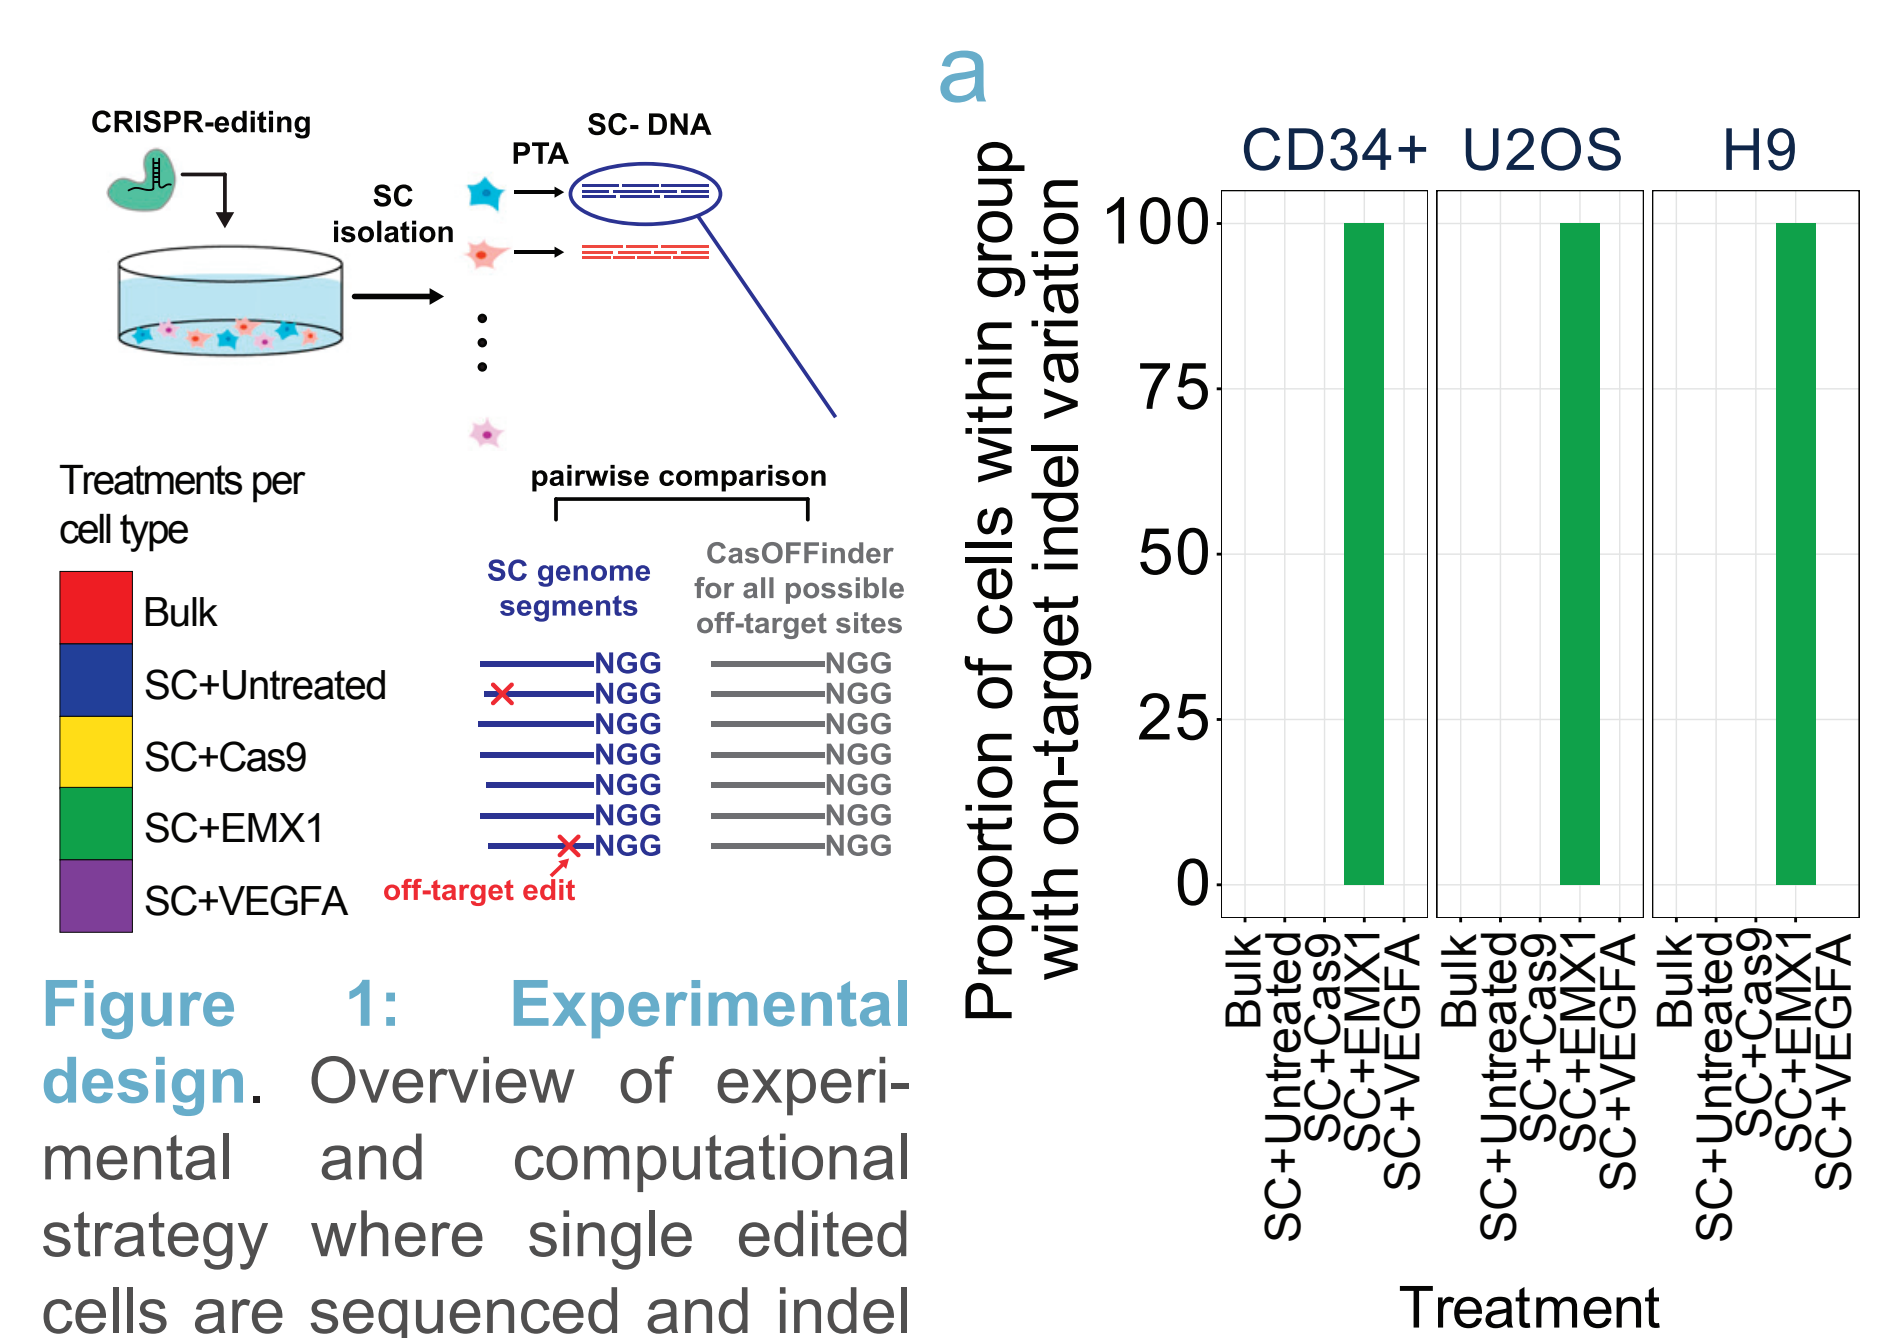 CRISPR-editing
SC
isolation
PTA
SC- DNA
Treatments per
cell type
Bulk
SC+Untreated
SC+Cas9
SC+EMX1
SC+VEGFA
pairwise comparison
SC genome
segments
CasOFFinder
for all possible
off-target sites
NGG NGG
NGG NGG
NGG NGG
NGG NGG
NGG NGG
NGG NGG
NGG NGG
off-target edit
Figure 1: Experimental
design. Overview of experi-
mental and computational
strategy where single edited
cells are sequenced and indel
a
Proportion of cells within group
with on-target indel variation
CD34+ U2OS H9
100
75
50
25
0
Bulk
SC+Untreated
SC+Cas9
SC+EMX1
SC+VEGFA
Bulk
SC+Untreated
SC+Cas9
SC+EMX1
SC+VEGFA
Bulk
SC+Untreated
SC+Cas9
SC+EMX1
SC+VEGFA
Treatment